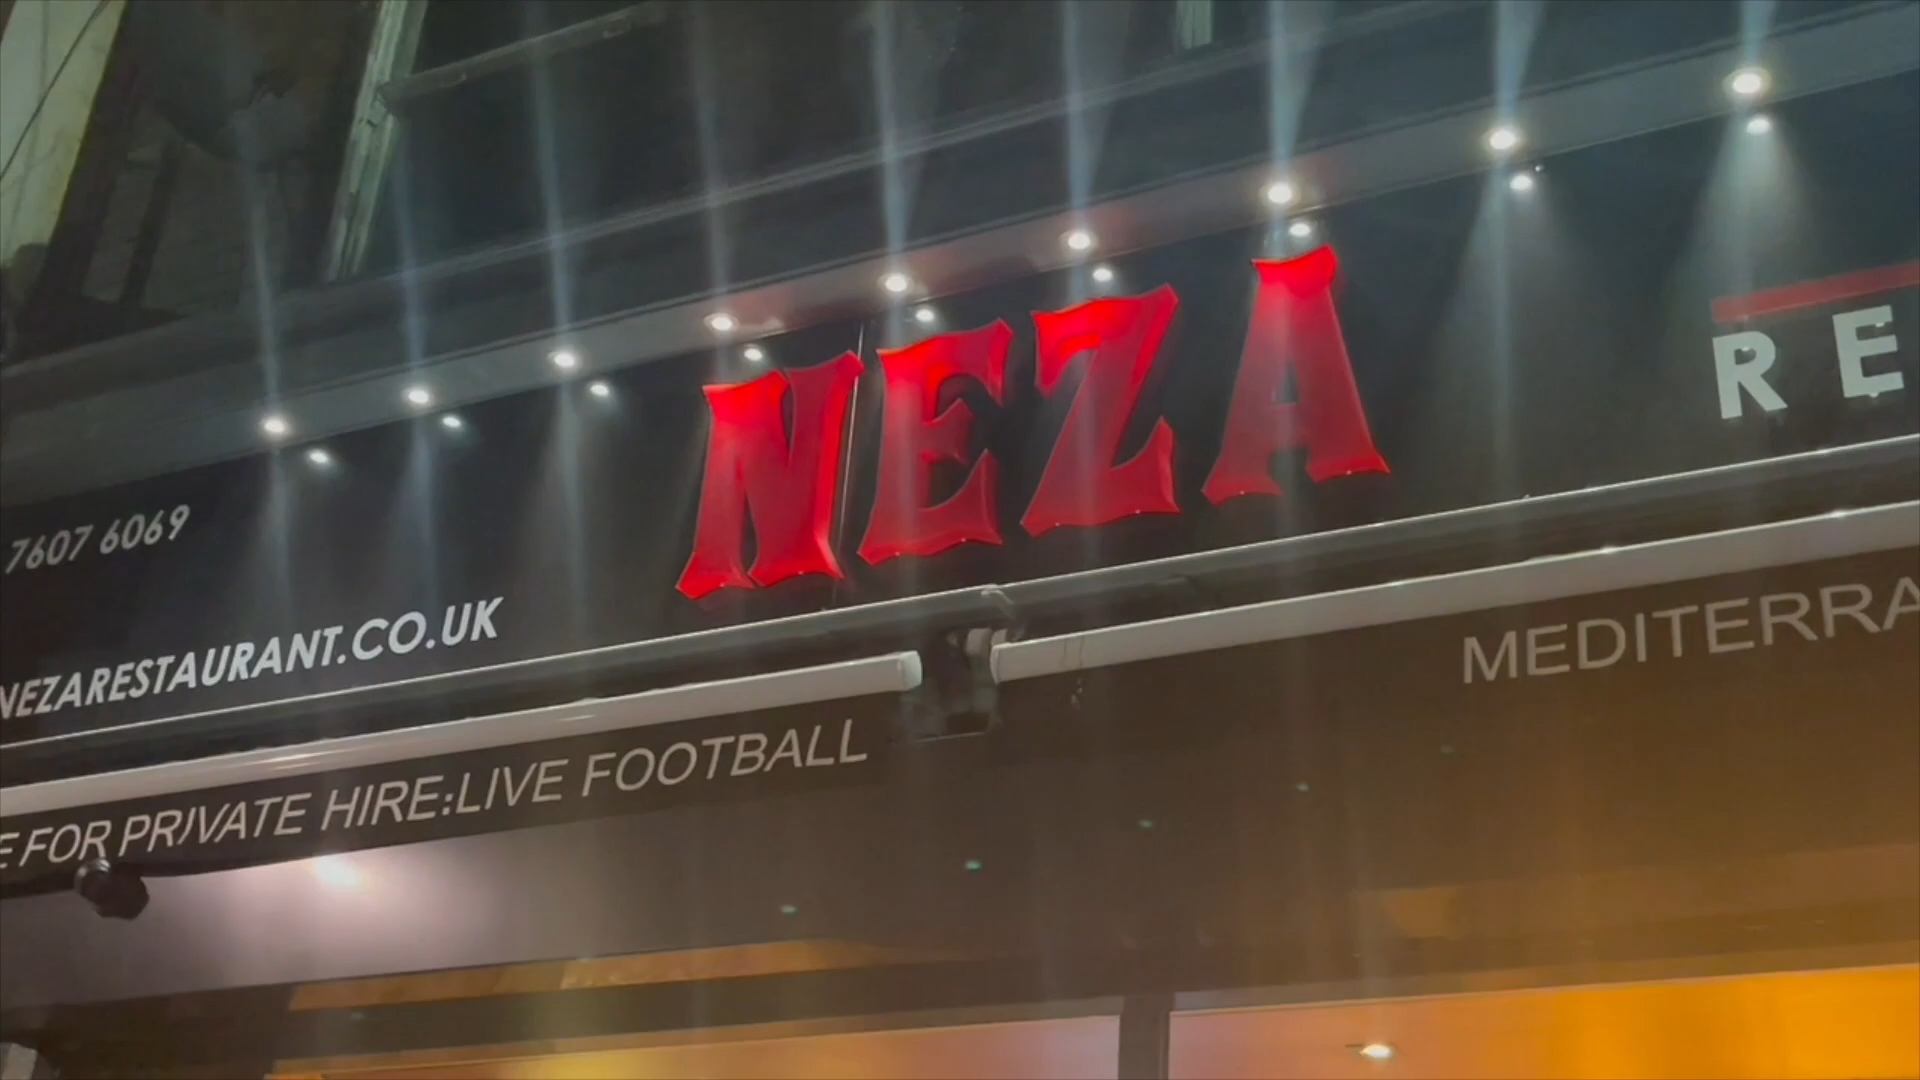 NEZA
RE
7607 6069
NEZARESTAURANT.CO.UK
MEDITERRA
E FOR PRIVATE HIRE:LIVE FOOTBALL